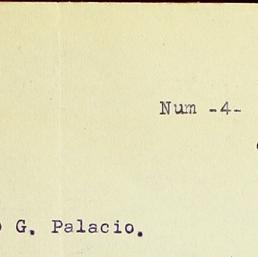 Num -4-
G. Palacio.